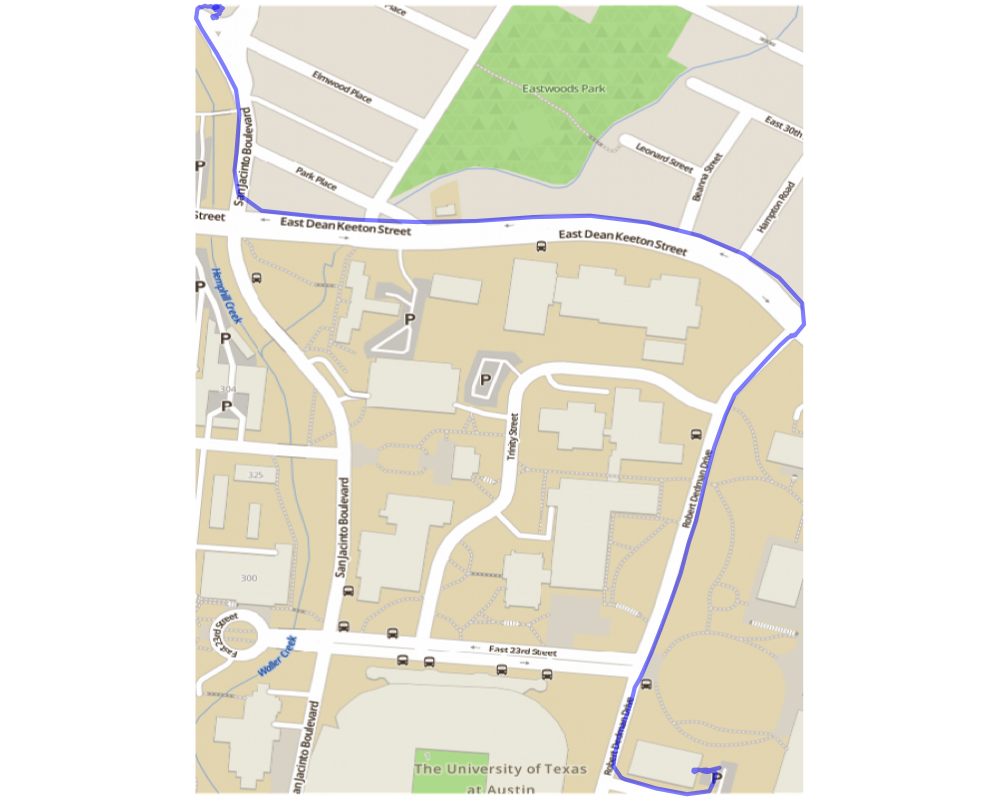 Place
Elmwood Place
Eastwoods Park
East 30th
San Jacinto Boulevard
Leonard Street
Beanna Street
P
Park Place
Hampton Road
Street
East Dean Keeton Street
East Dean Keeton Street
P
Hemphill Creek
P
P
304
P
P
Trinity Street
325
Robert Dedman Drive
San Jacinto Boulevard
300
East 23rd Street
Waller Creek
East 23rd Street
Robert Dedman Drive
an Jacinto Boulevard
The University of Texas
at Austin
P